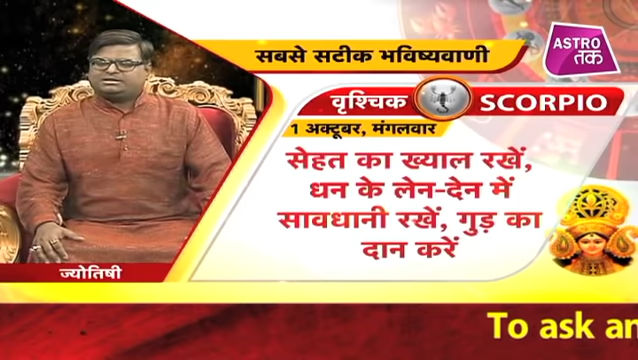 सबसे सटीक भविष्यवाणी
ASTRO
तक
वृश्चिक SCORPIO
1 अक्टूबर, मंगलवार
सेहत का ख्याल रखें,
धन के लेन-देन में
सावधानी रखें, गुड़ का
दान करें
ज्योतिषी
To ask an